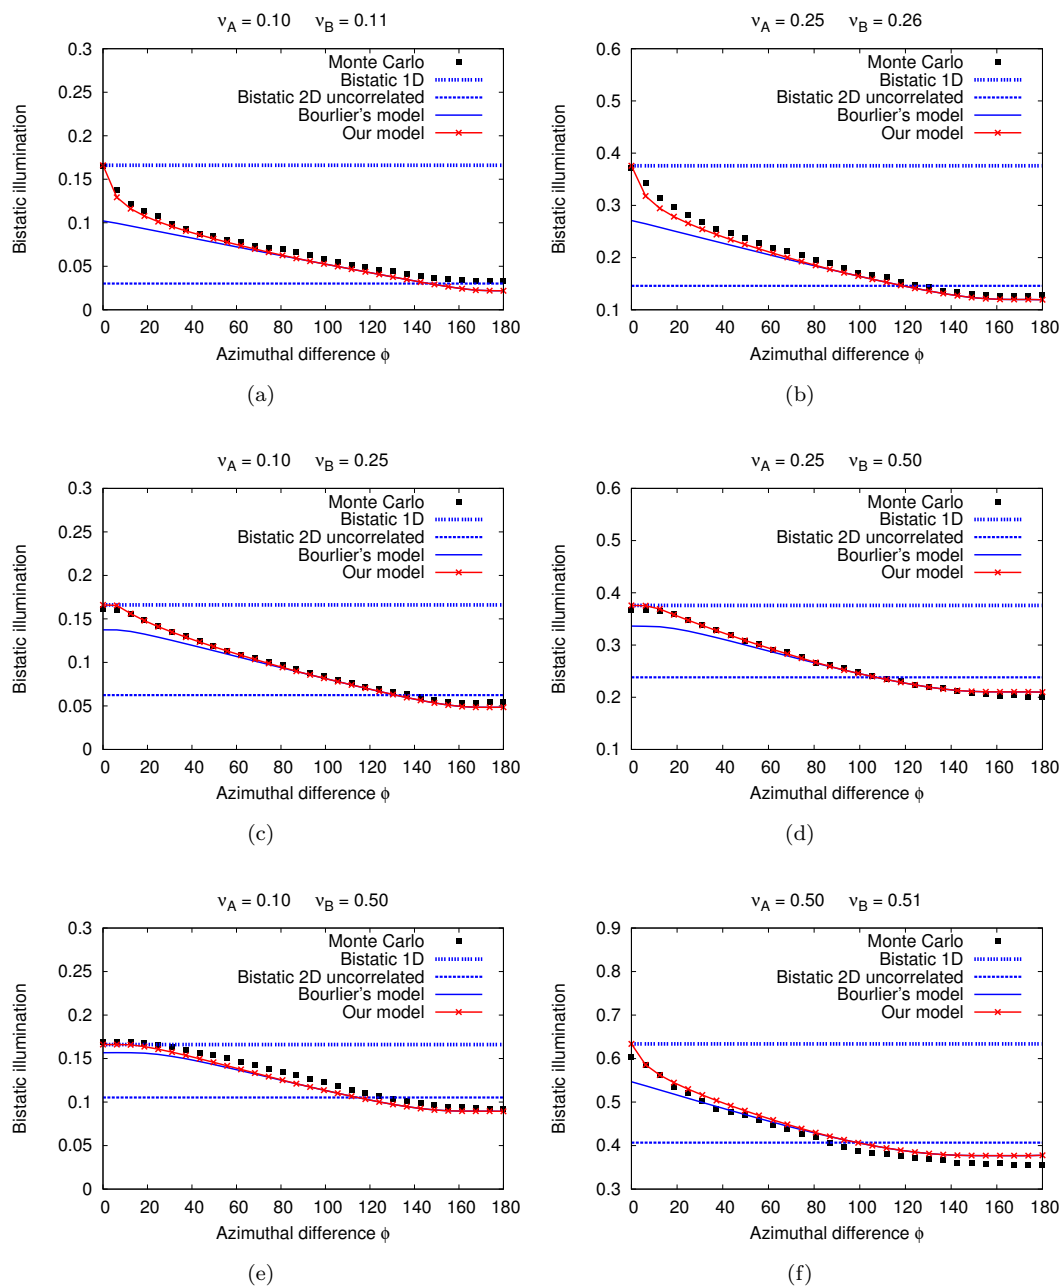 ν_A = 0.10 ν_B = 0.11
0.3
0.25
0.2
0.15
0.1
0.05
0
0 20 40 60 80 100 120 140 160 180
Bistatic illumination
Azimuthal difference ϕ
Monte Carlo
Bistatic 1D
Bistatic 2D uncorrelated
Bourlier's model
Our model
(a)
ν_A = 0.25 ν_B = 0.26
0.6
0.5
0.4
0.3
0.2
0.1
0 20 40 60 80 100 120 140 160 180
Bistatic illumination
Azimuthal difference ϕ
Monte Carlo
Bistatic 1D
Bistatic 2D uncorrelated
Bourlier's model
Our model
(b)
ν_A = 0.10 ν_B = 0.25
0.3
0.25
0.2
0.15
0.1
0.05
0
0 20 40 60 80 100 120 140 160 180
Bistatic illumination
Azimuthal difference ϕ
Monte Carlo
Bistatic 1D
Bistatic 2D uncorrelated
Bourlier's model
Our model
(c)
ν_A = 0.25 ν_B = 0.50
0.6
0.5
0.4
0.3
0.2
0.1
0 20 40 60 80 100 120 140 160 180
Bistatic illumination
Azimuthal difference ϕ
Monte Carlo
Bistatic 1D
Bistatic 2D uncorrelated
Bourlier's model
Our model
(d)
ν_A = 0.10 ν_B = 0.50
0.3
0.25
0.2
0.15
0.1
0.05
0
0 20 40 60 80 100 120 140 160 180
Bistatic illumination
Azimuthal difference ϕ
Monte Carlo
Bistatic 1D
Bistatic 2D uncorrelated
Bourlier's model
Our model
(e)
ν_A = 0.50 ν_B = 0.51
0.9
0.8
0.7
0.6
0.5
0.4
0.3
0 20 40 60 80 100 120 140 160 180
Bistatic illumination
Azimuthal difference ϕ
Monte Carlo
Bistatic 1D
Bistatic 2D uncorrelated
Bourlier's model
Our model
(f)